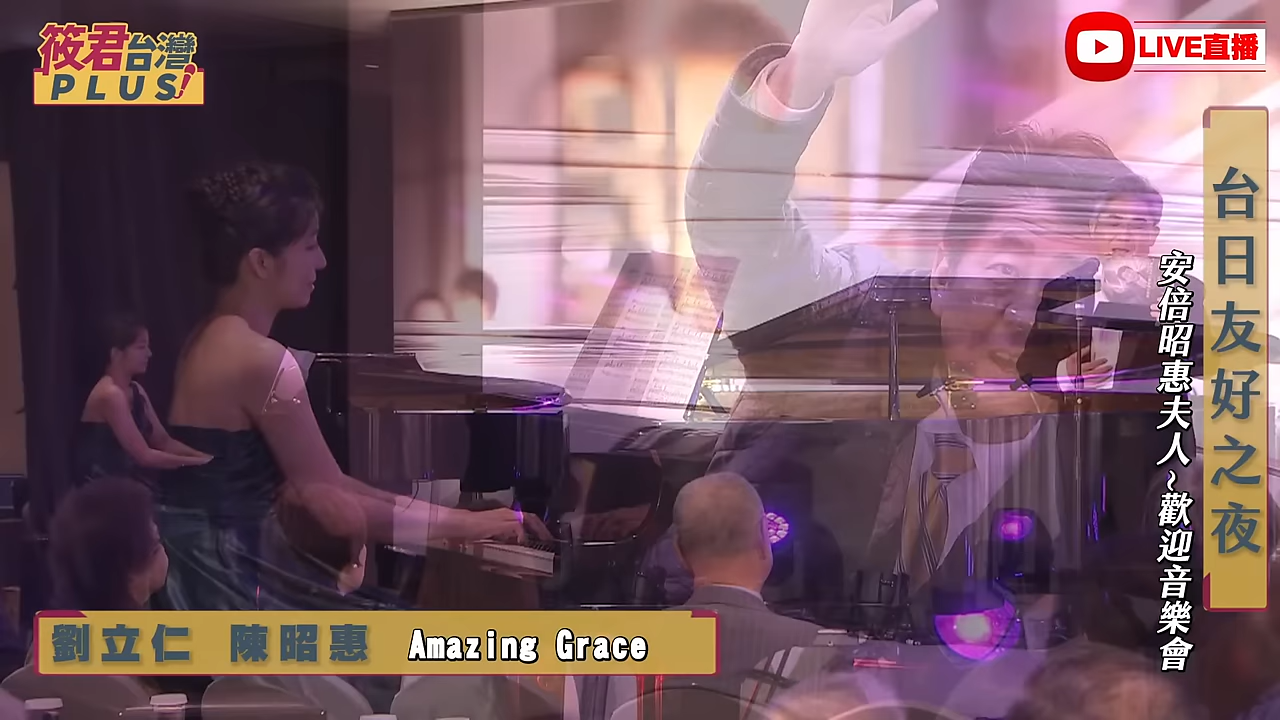 筱君台灣
PLUS!
LIVE直播
台日友好之夜
安倍昭惠夫人~歡迎音樂會
劉立仁 陳昭惠 Amazing Grace